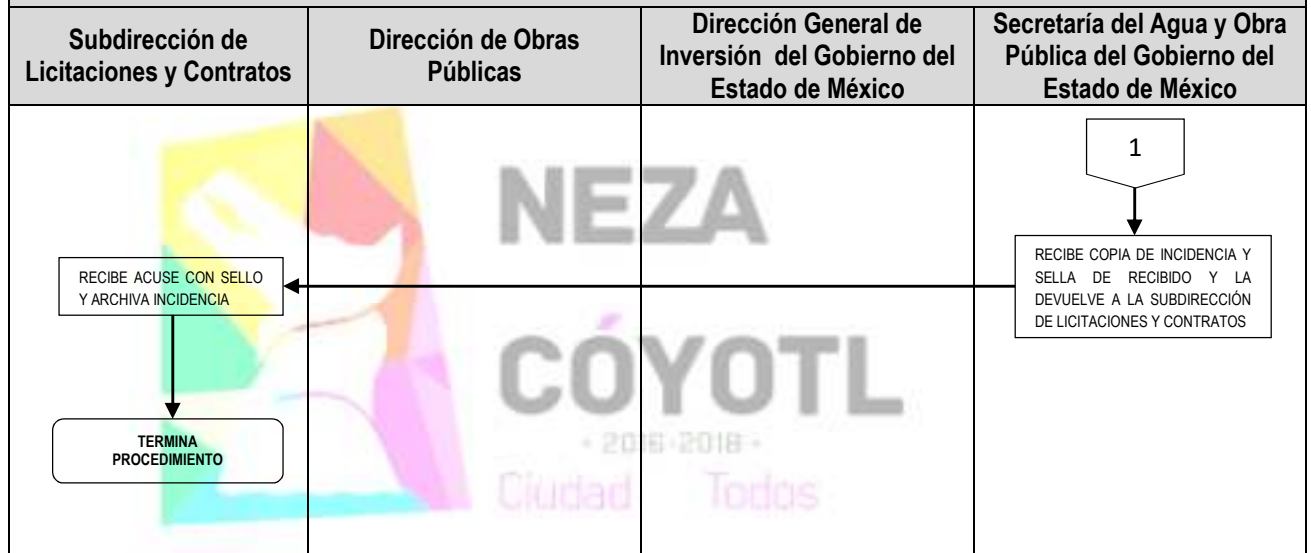 Subdirección de
Licitaciones y Contratos
Dirección de Obras
Públicas
Dirección General de
Inversión del Gobierno del
Estado de México
Secretaría del Agua y Obra
Pública del Gobierno del
Estado de México
1
RECIBE COPIA DE INCIDENCIA Y
SELLA DE RECIBIDO Y LA
DEVUELVE A LA SUBDIRECCIÓN
DE LICITACIONES Y CONTRATOS
RECIBE ACUSE CON SELLO
Y ARCHIVA INCIDENCIA
TERMINA
PROCEDIMIENTO
NEZA
CÓYOTL
• 2016-2018 •
Ciudad Todos